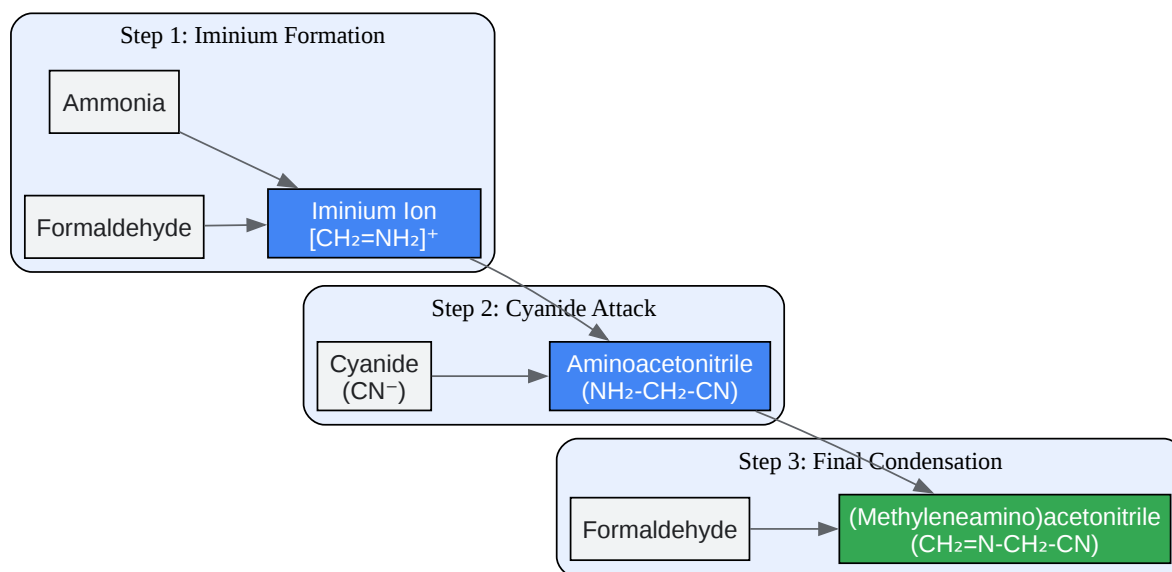 Step 1: Iminium Formation
Ammonia
Formaldehyde
Iminium Ion
[CH₂=NH₂]⁺
Step 2: Cyanide Attack
Cyanide
(CN⁻)
Aminoacetonitrile
(NH₂-CH₂-CN)
Step 3: Final Condensation
Formaldehyde
(Methyleneamino)acetonitrile
(CH₂=N-CH₂-CN)